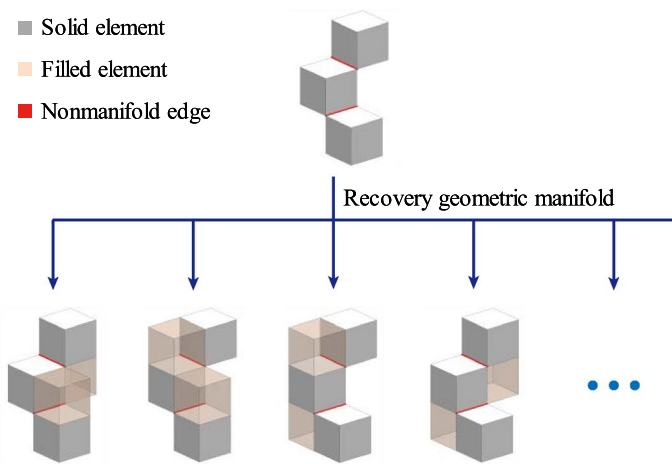 Solid element
Filled element
Nonmanifold edge
Recovery geometric manifold